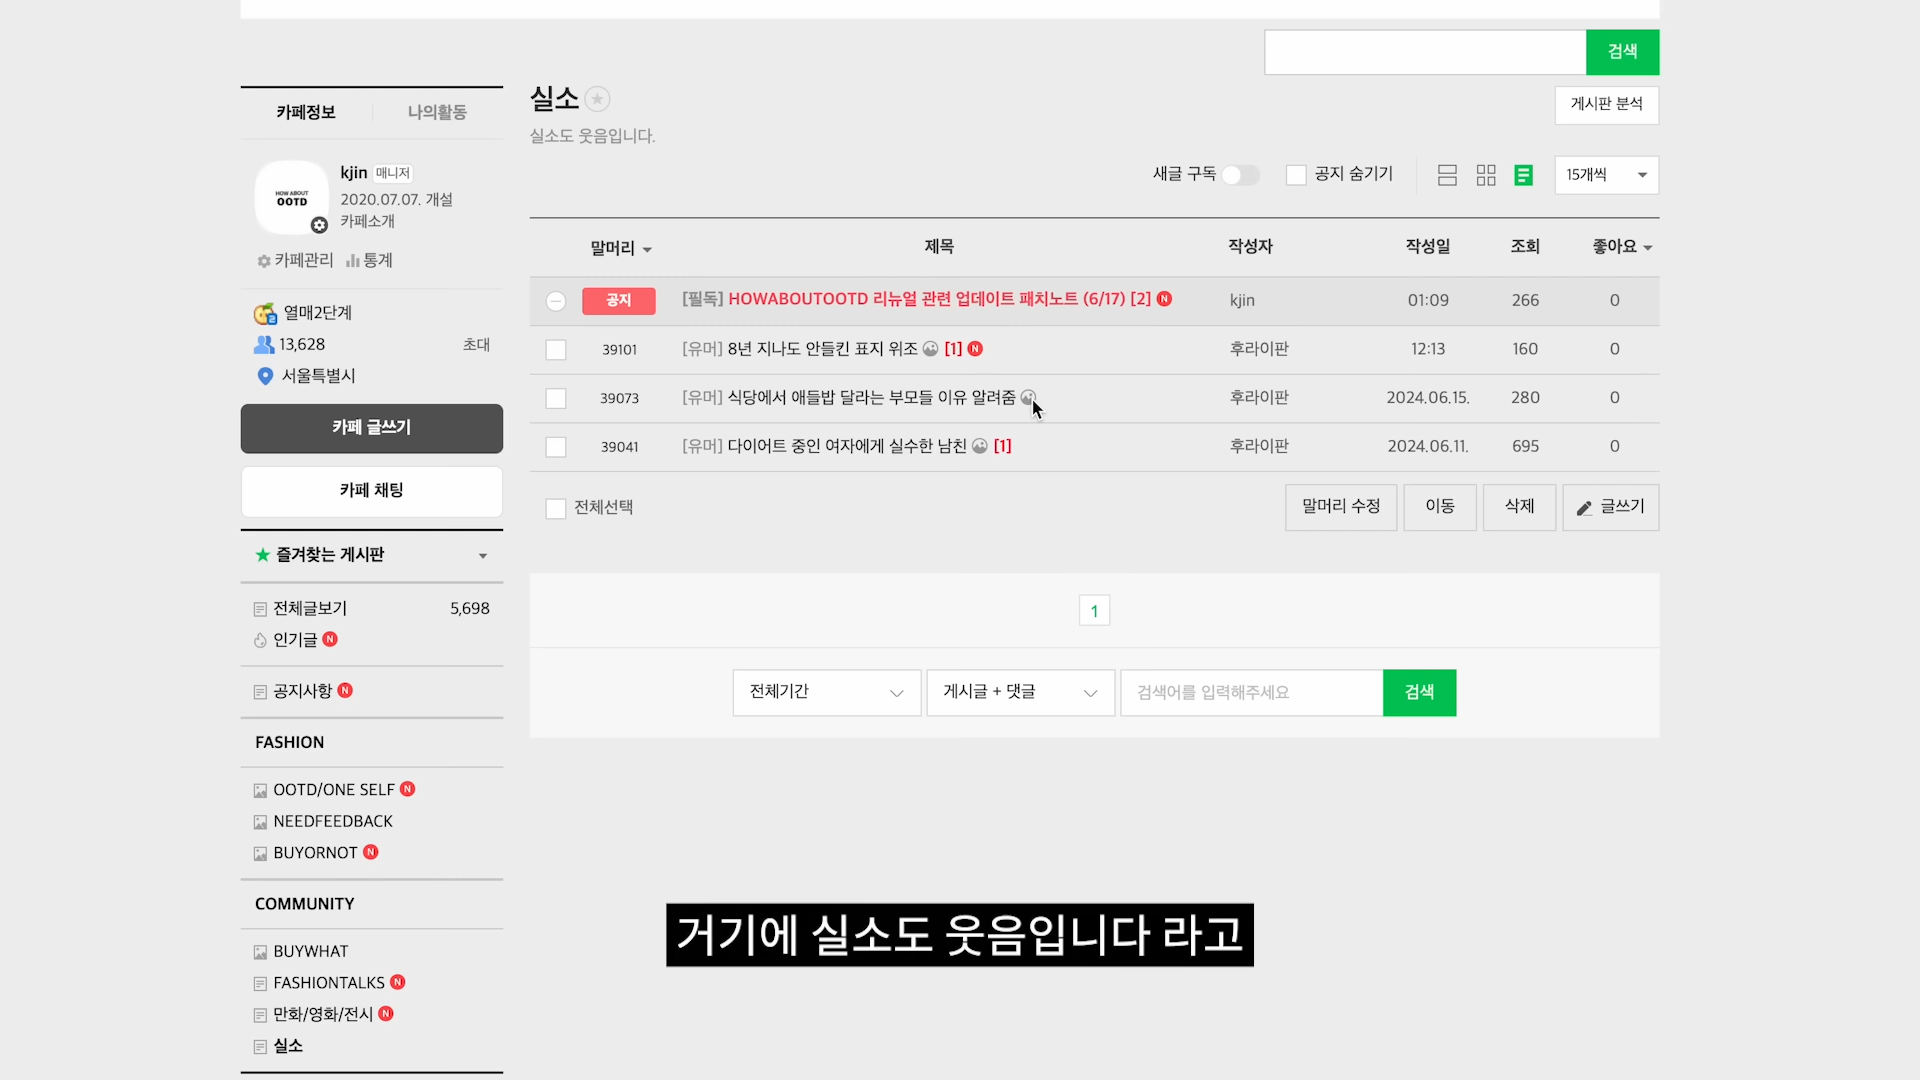 검색
카페정보 나의활동
HOW ABOUT
OOTD
kjin 매니저
2020.07.07. 개설
카페소개
카페관리 통계
열매2단계
13,628 초대
서울특별시
카페 글쓰기
카페 채팅
즐겨찾는 게시판
전체글보기 5,698
인기글 N
공지사항 N
FASHION
OOTD/ONE SELF N
NEEDFEEDBACK
BUYORNOT N
COMMUNITY
BUYWHAT
FASHIONTALKS N
만화/영화/전시 N
실소
실소
실소도 웃음입니다.
게시판 분석
새글 구독 공지 숨기기 15개씩
말머리 제목 작성자 작성일 조회 좋아요
공지 [필독] HOWABOUTOOTD 리뉴얼 관련 업데이트 패치노트 (6/17) [2] N kjin 01:09 266 0
39101 [유머] 8년 지나도 안들킨 표지 위조 [1] N 후라이판 12:13 160 0
39073 [유머] 식당에서 애들밥 달라는 부모들 이유 알려줌 후라이판 2024.06.15. 280 0
39041 [유머] 다이어트 중인 여자에게 실수한 남친 [1] 후라이판 2024.06.11. 695 0
전체선택 말머리 수정 이동 삭제 글쓰기
1
전체기간 게시글 + 댓글 검색어를 입력해주세요 검색
거기에 실소도 웃음입니다 라고